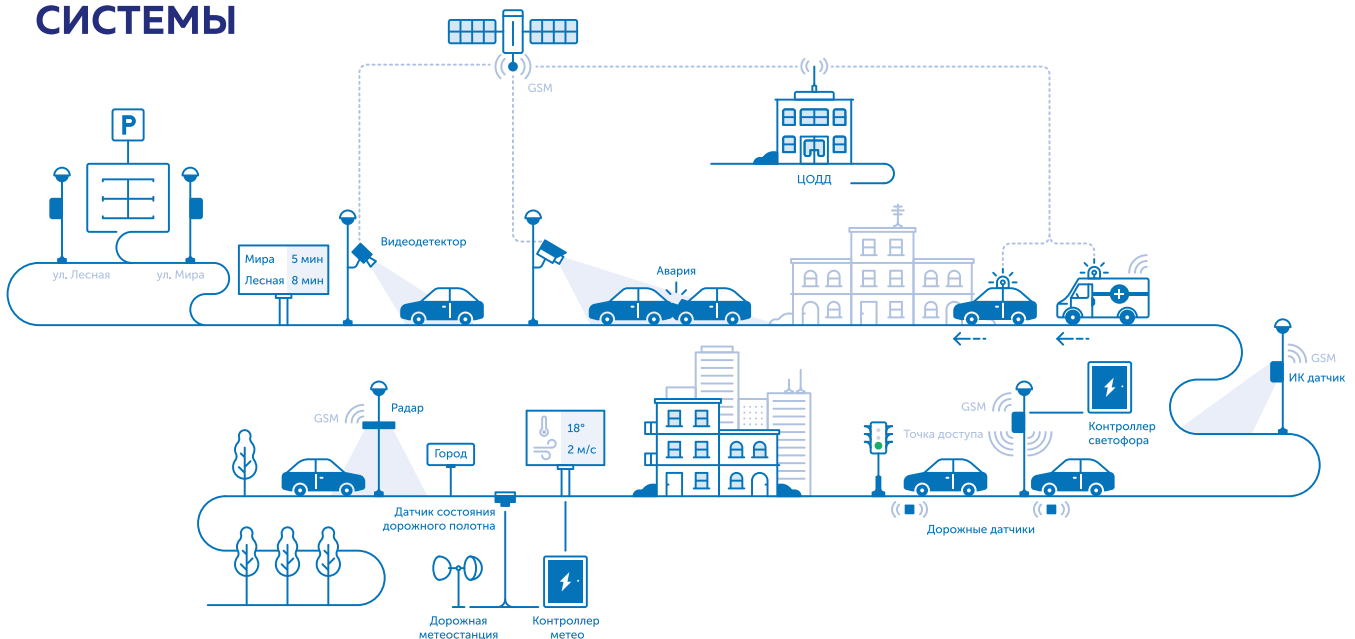 СИСТЕМЫ
GSM
P
ЦОДД
Видеодетектор
Мира 5 мин
Лесная 8 мин
Авария
ул. Лесная
ул. Мира
GSM
ИК датчик
GSM
Радар
18°
2 м/с
Город
GSM
Точка доступа
Контроллер
светофора
Датчик состояния
дорожного полотна
Дорожные датчики
Дорожная
метеостанция
Контроллер
метео